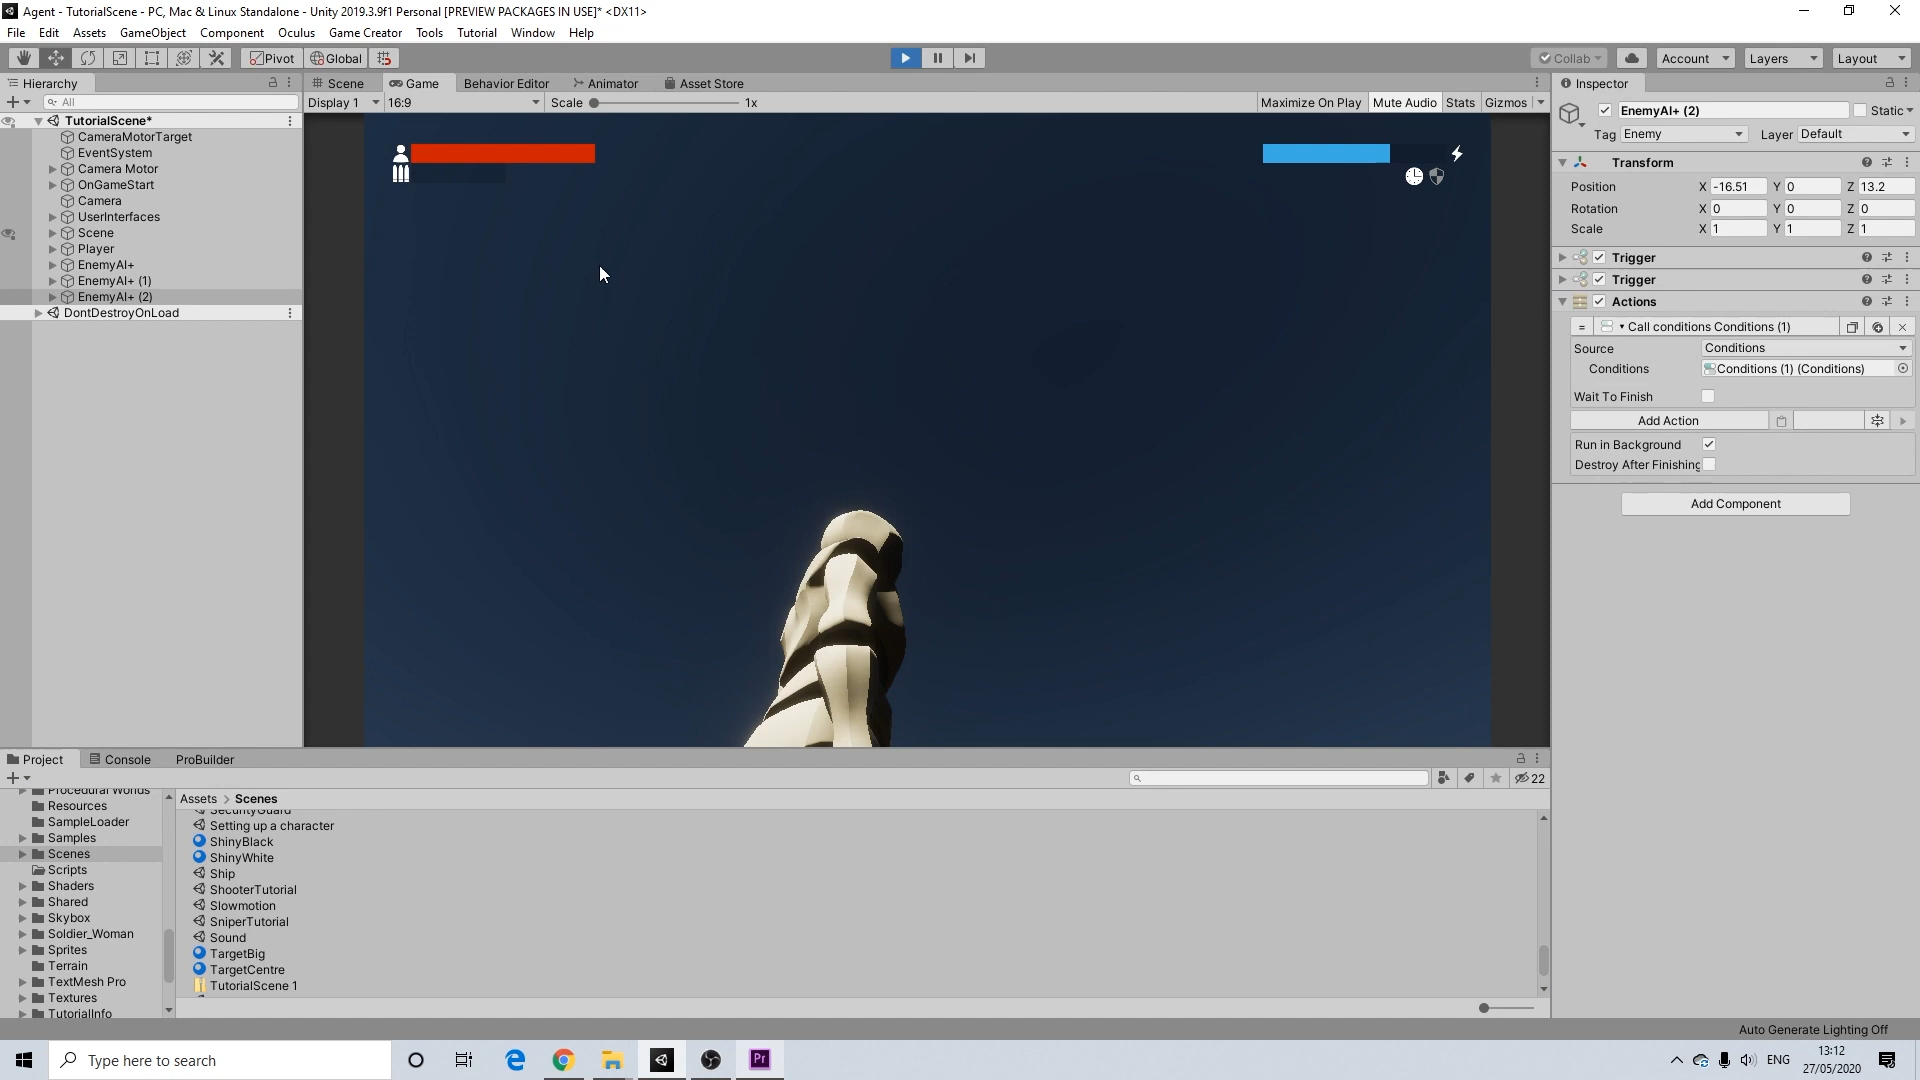 Agent - TutorialScene - PC, Mac & Linux Standalone - Unity 2019.3.9f1 Personal [PREVIEW PACKAGES IN USE]* <DX11>
File Edit Assets GameObject Component Oculus Game Creator Tools Tutorial Window Help
Pivot Global Collab Account Layers Layout
Hierarchy
All
TutorialScene*
CameraMotorTarget
EventSystem
Camera Motor
OnGameStart
Camera
UserInterfaces
Scene
Player
EnemyAI+
EnemyAI+ (1)
EnemyAI+ (2)
DontDestroyOnLoad
Scene Game Behavior Editor Animator Asset Store
Display 1 16:9 Scale 1x Maximize On Play Mute Audio Stats Gizmos
Inspector
EnemyAI+ (2) Static
Tag Enemy Layer Default
Transform
Position X -16.51 Y 0 Z 13.2
Rotation X 0 Y 0 Z 0
Scale X 1 Y 1 Z 1
Trigger
Trigger
Actions
= Call conditions Conditions (1)
Source Conditions
Conditions Conditions (1) (Conditions)
Wait To Finish
Add Action
Run in Background
Destroy After Finishing
Add Component
Project Console ProBuilder
22
Procedural Worlds
Resources
SampleLoader
Samples
Scenes
Scripts
Shaders
Shared
Skybox
Soldier_Woman
Sprites
Terrain
TextMesh Pro
Textures
TutorialInfo
Assets > Scenes
SecurityGuard
Setting up a character
ShinyBlack
ShinyWhite
Ship
ShooterTutorial
Slowmotion
SniperTutorial
Sound
TargetBig
TargetCentre
TutorialScene 1
Auto Generate Lighting Off
Type here to search
Pr
ENG
13:12
27/05/2020